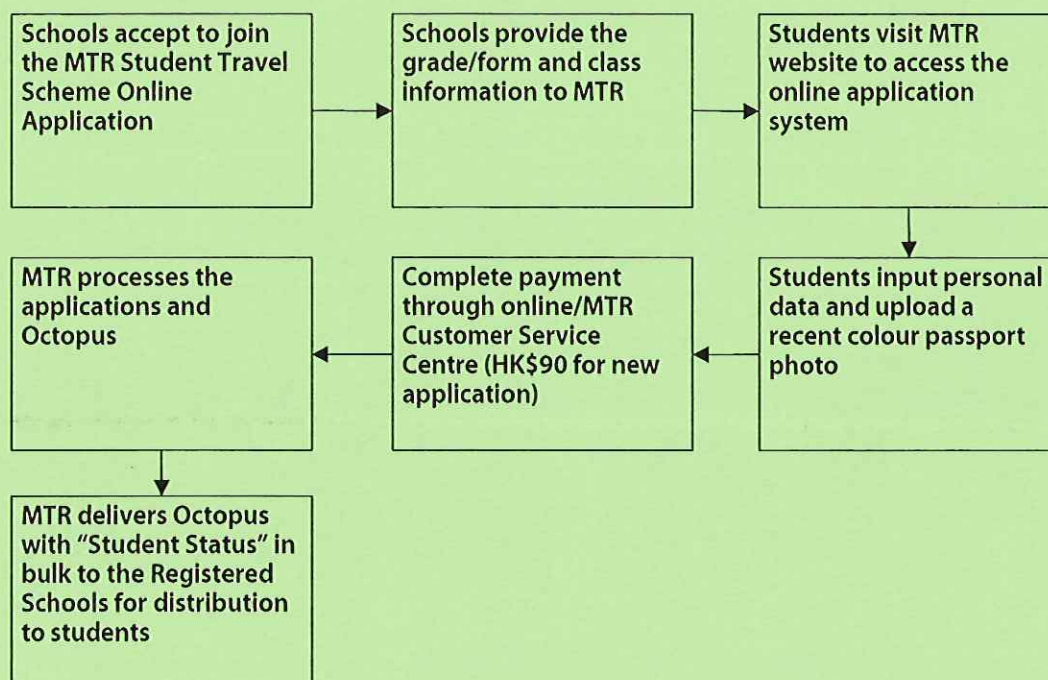 Schools accept to join
the MTR Student Travel
Scheme Online
Application
Schools provide the
grade/form and class
information to MTR
Students visit MTR
website to access the
online application
system
Students input personal
data and upload a
recent colour passport
photo
Complete payment
through online/MTR
Customer Service
Centre (HK$90 for new
application)
MTR processes the
applications and
Octopus
MTR delivers Octopus
with “Student Status” in
bulk to the Registered
Schools for distribution
to students